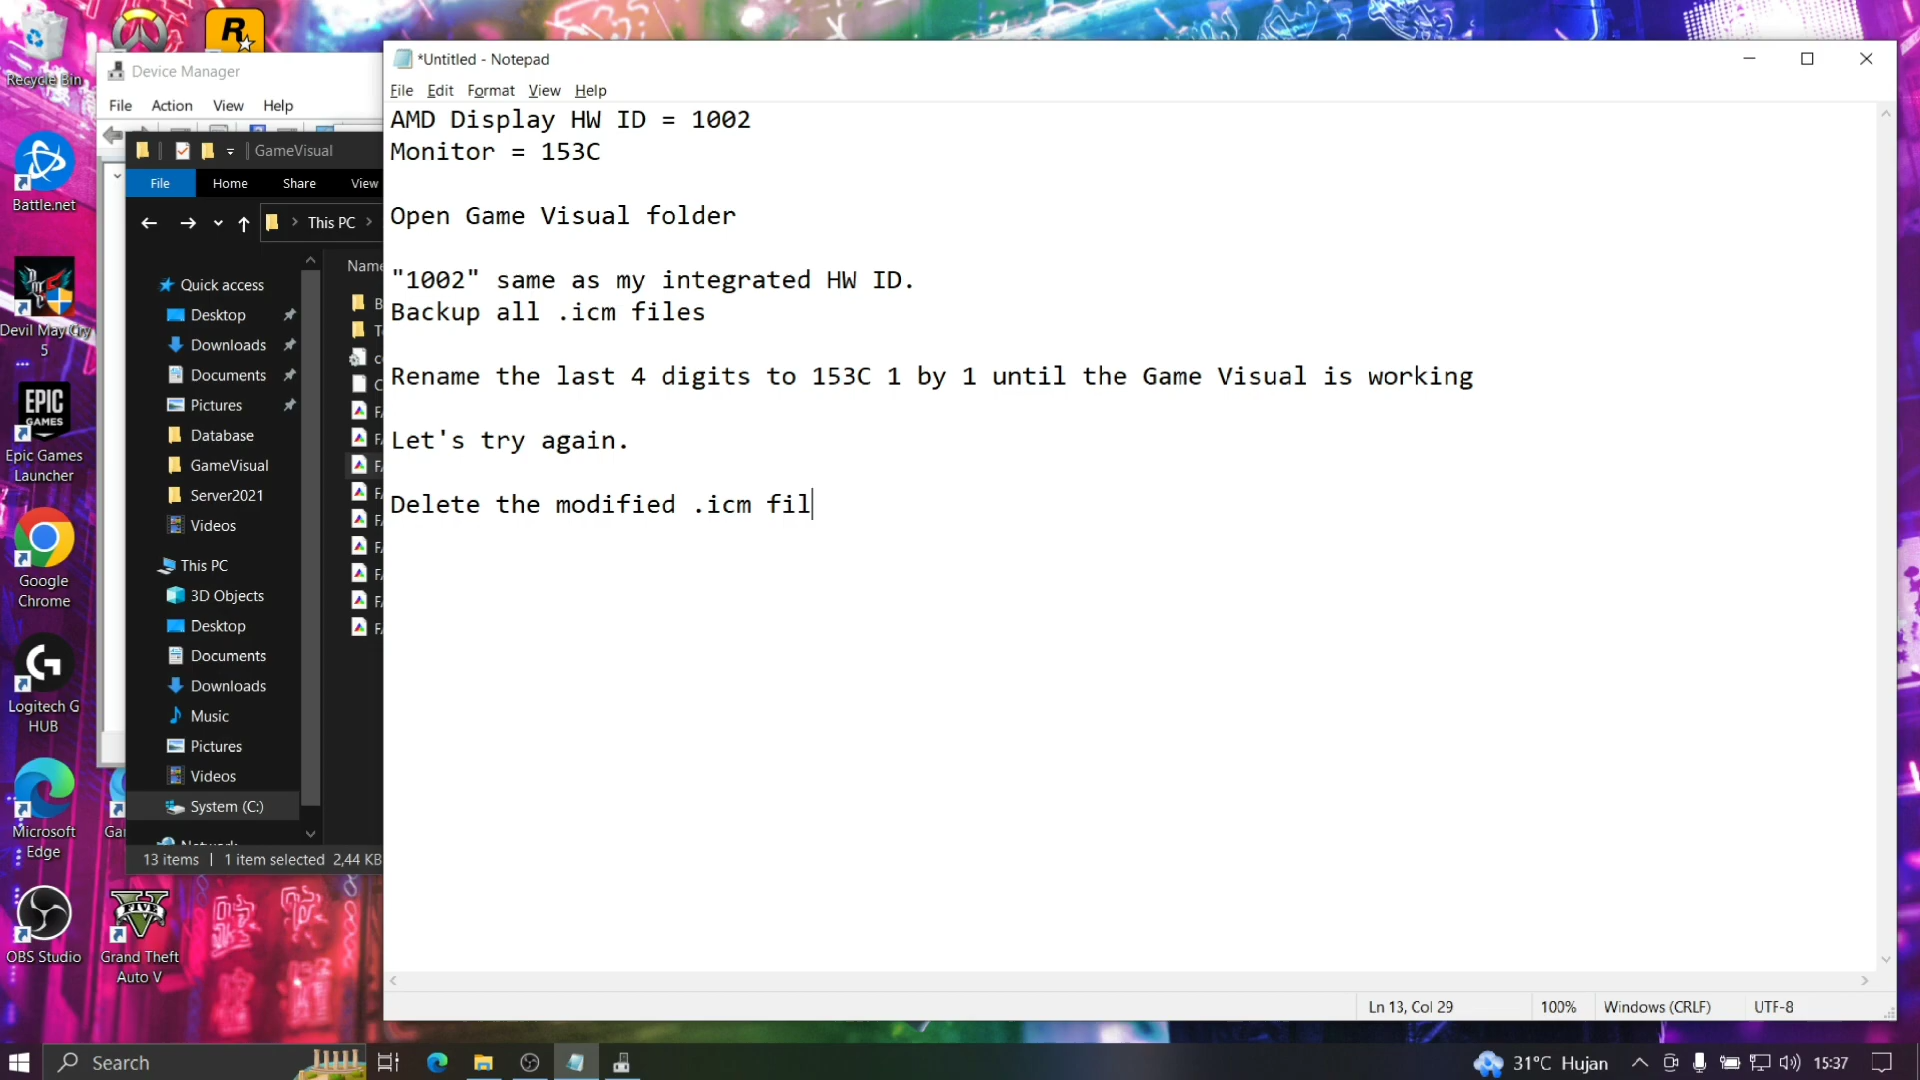 Recycle Bin
Device Manager
File Action View Help
*Untitled - Notepad
File Edit Format View Help
AMD Display HW ID = 1002
Monitor = 153C
Open Game Visual folder
"1002" same as my integrated HW ID.
Backup all .icm files
Rename the last 4 digits to 153C 1 by 1 until the Game Visual is working
Let's try again.
Delete the modified .icm fil
Ln 13, Col 29
100%
Windows (CRLF)
UTF-8
GameVisual
File Home Share View
This PC
Name
Quick access
Desktop
Downloads
Documents
Pictures
Database
GameVisual
Server2021
Videos
This PC
3D Objects
Desktop
Documents
Downloads
Music
Pictures
Videos
System (C:)
13 items | 1 item selected 2,44 KB
Battle.net
Devil May Cry
5
EPIC
GAMES
Epic Games
Launcher
Google
Chrome
Logitech G
HUB
Microsoft
Edge
OBS Studio
FIVE
Grand Theft
Auto V
Search
31°C Hujan
15:37